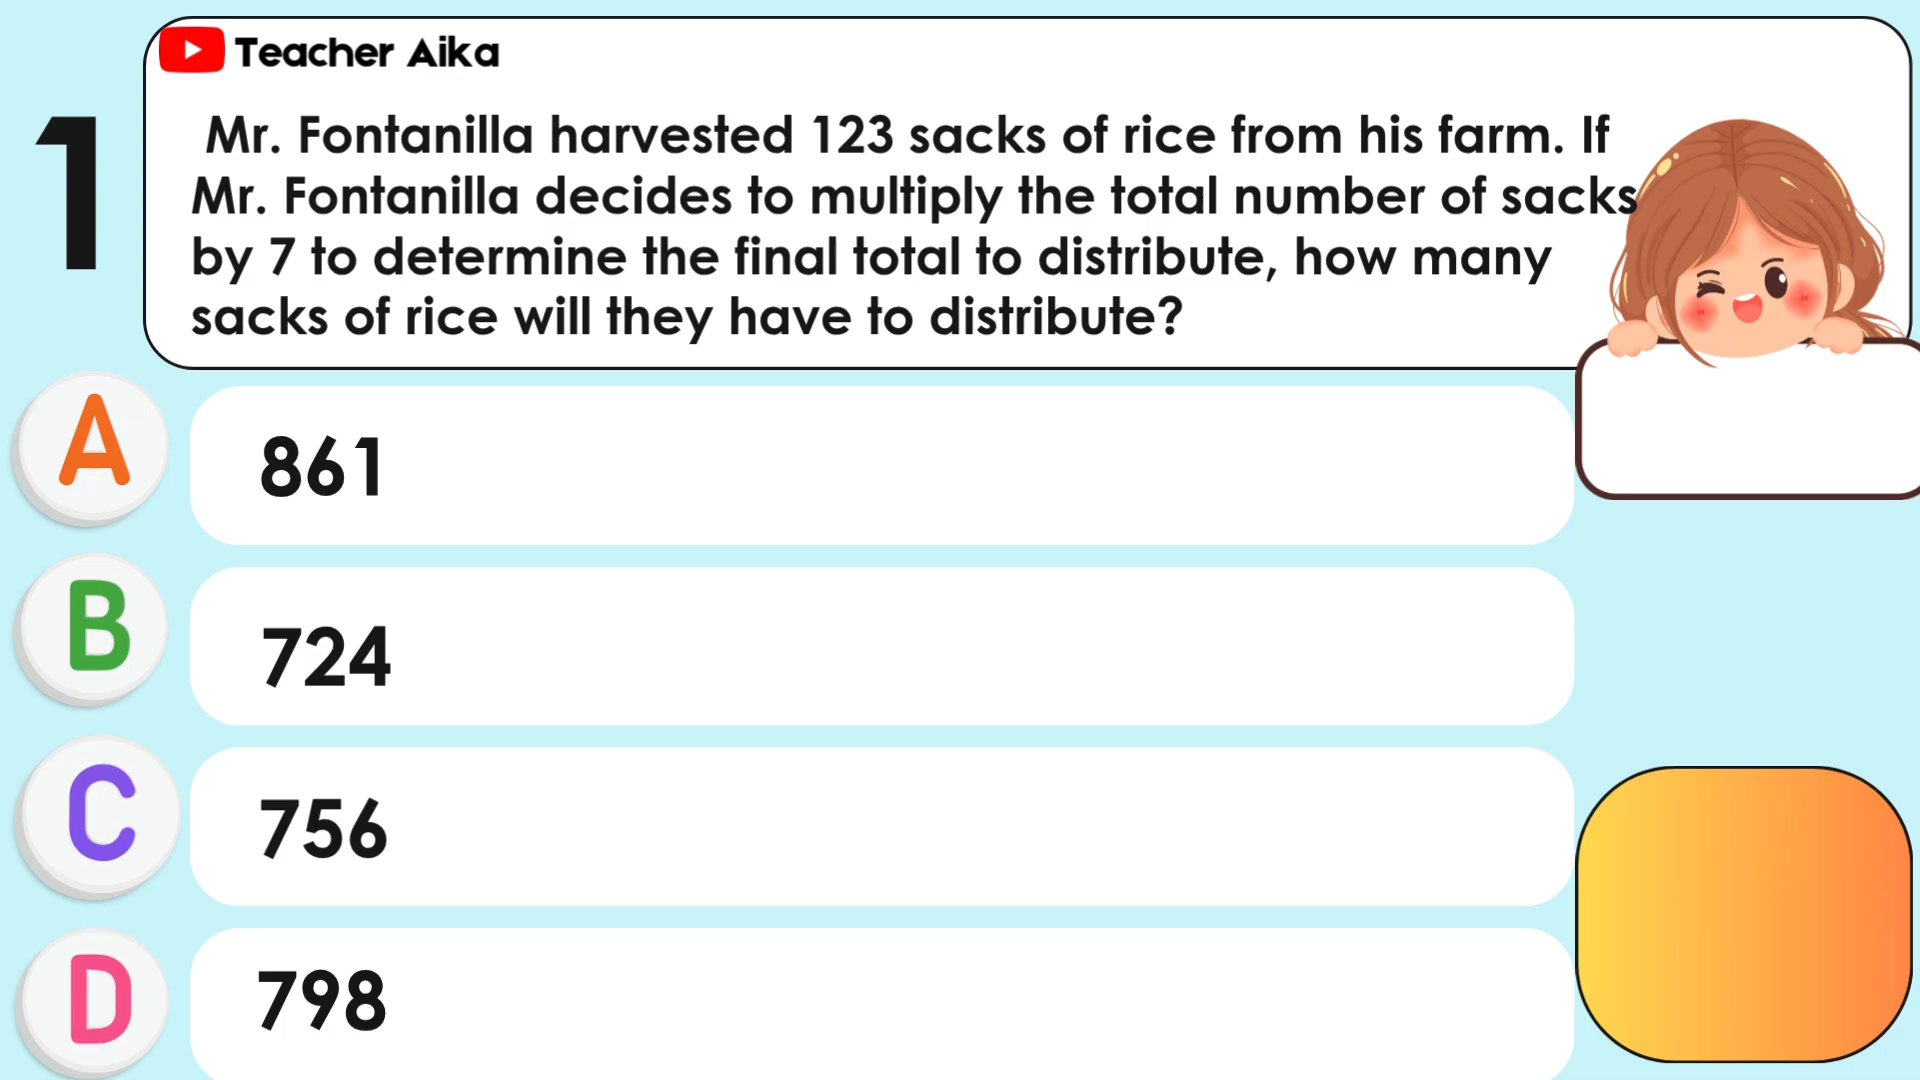 Teacher Aika
1
Mr. Fontanilla harvested 123 sacks of rice from his farm. If
Mr. Fontanilla decides to multiply the total number of sacks
by 7 to determine the final total to distribute, how many
sacks of rice will they have to distribute?
A
861
B
724
C
756
D
798